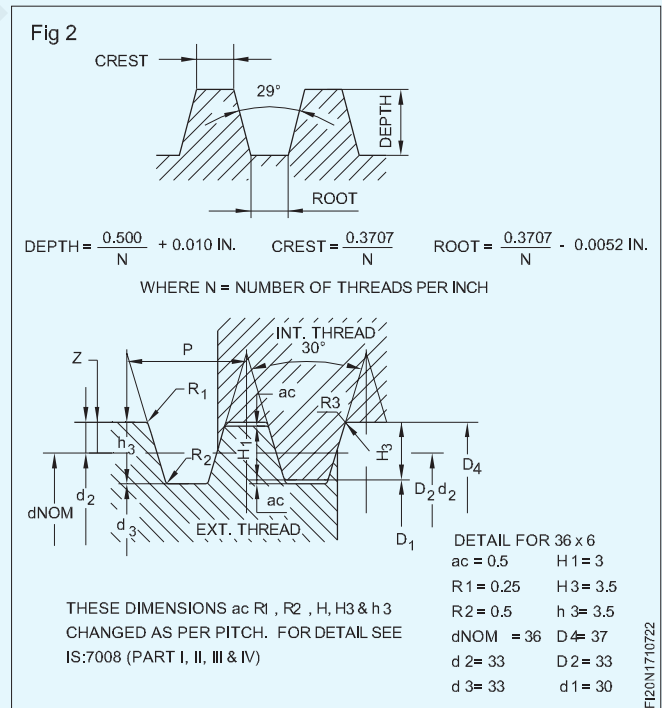 Fig 2
CREST
29°
DEPTH
ROOT
DEPTH = 0.500/N + 0.010 IN. CREST = 0.3707/N ROOT = 0.3707/N - 0.0052 IN.
WHERE N = NUMBER OF THREADS PER INCH
INT. THREAD
P
30°
Z
R1
ac
R3
h3
H1
H3
R2
D4
d2
D2 d2
dNOM
d3
ac
D1
EXT. THREAD
DETAIL FOR 36 x 6
ac = 0.5 H1 = 3
R1 = 0.25 H3 = 3.5
R2 = 0.5 h 3 = 3.5
dNOM = 36 D4= 37
d 2= 33 D2 = 33
d 3= 33 d1 = 30
THESE DIMENSIONS ac R1 , R2 , H, H3 & h 3
CHANGED AS PER PITCH. FOR DETAIL SEE
IS:7008 (PART I, II, III & IV)
FI20N1710722